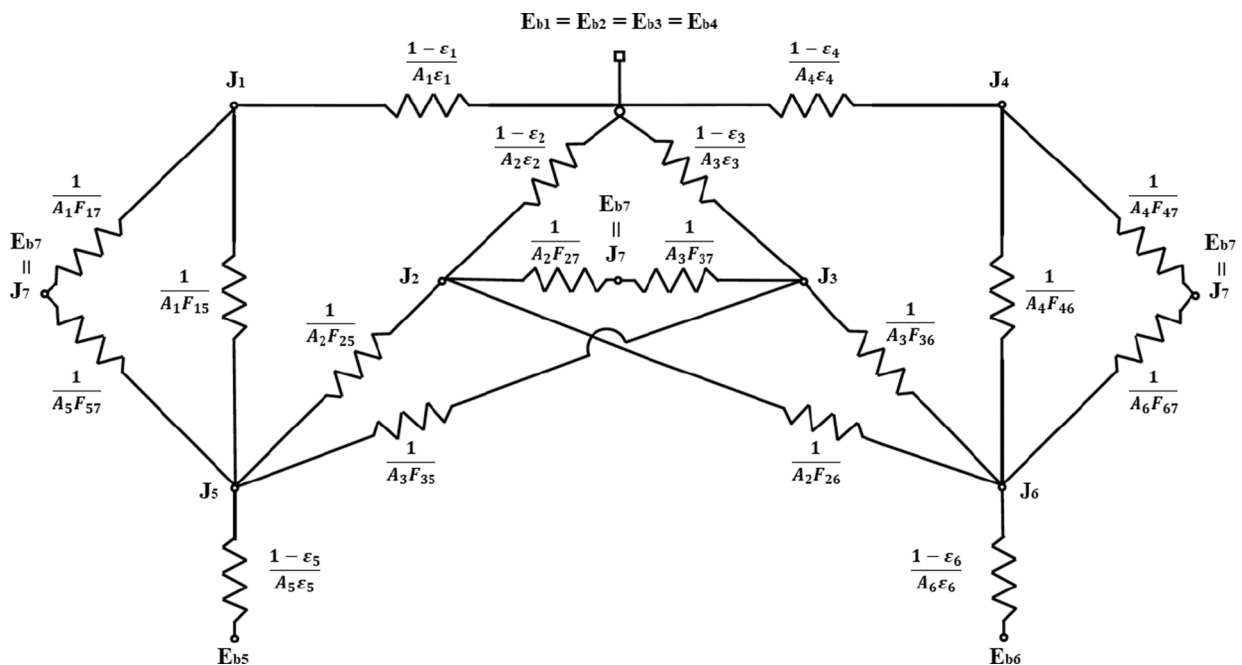 Eb1 = Eb2 = Eb3 = Eb4
J1
1 − ε1
A1ε1
1 − ε4
A4ε4
J4
1 − ε2
A2ε2
1 − ε3
A3ε3
1
A1F17
Eb7
=
J7
1
A1F15
J2
1
A2F27
Eb7
=
J7
1
A3F37
J3
1
A4F46
1
A4F47
Eb7
=
J7
1
A2F25
1
A3F36
1
A5F57
1
A6F67
1
A3F35
1
A2F26
J5
J6
1 − ε5
A5ε5
1 − ε6
A6ε6
Eb5
Eb6